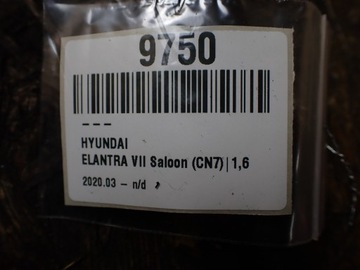 9750
– – –
HYUNDAI
ELANTRA VII Saloon (CN7)|1,6
2020.03 – n/d